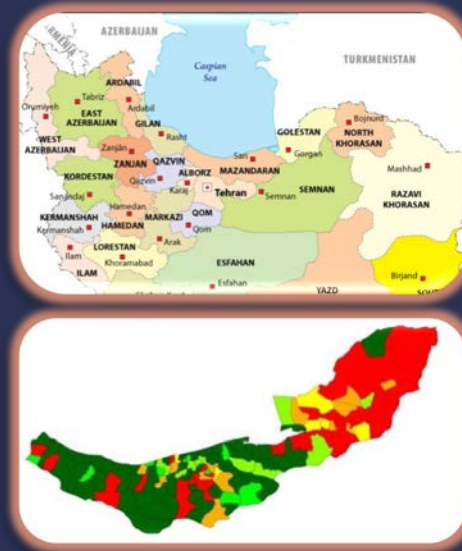 ARMENIA
AZERBAIJAN
Caspian
Sea
TURKMENISTAN
ARDABIL
Tabriz
Orumiyeh
EAST
AZERBAIJAN
Ardabil
GILAN
Rasht
WEST
AZERBAIJAN
Zanjān
ZANJAN
QAZVIN
Qazvin
ALBORZ
Karaj
Tehran
Sari
MAZANDARAN
GOLESTAN
Gorgan
Bojnurd
NORTH
KHORASAN
Mashhad
RAZAVI
KHORASAN
Semnan
SEMNAN
KORDESTAN
Sanandaj
Hamedan
HAMEDAN
MARKAZI
Arak
QOM
Qom
KERMANSHAH
Kermanshah
LORESTAN
Khoramabad
Ilam
ILAM
ESFAHAN
Esfahan
YAZD
Birjand